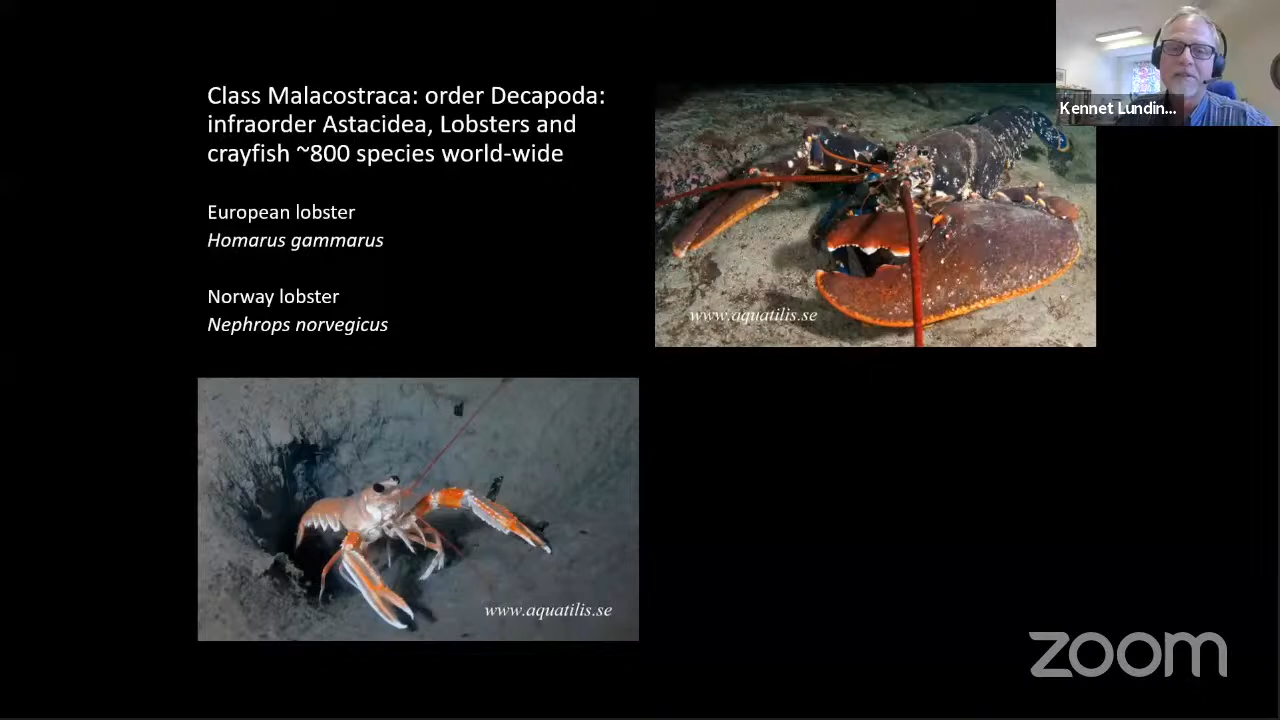 Class Malacostraca: order Decapoda:
infraorder Astacidea, Lobsters and
crayfish ~800 species world-wide
European lobster
Homarus gammarus
Norway lobster
Nephrops norvegicus
www.aquatilis.se
www.aquatilis.se
Kennet Lundin...
zoom